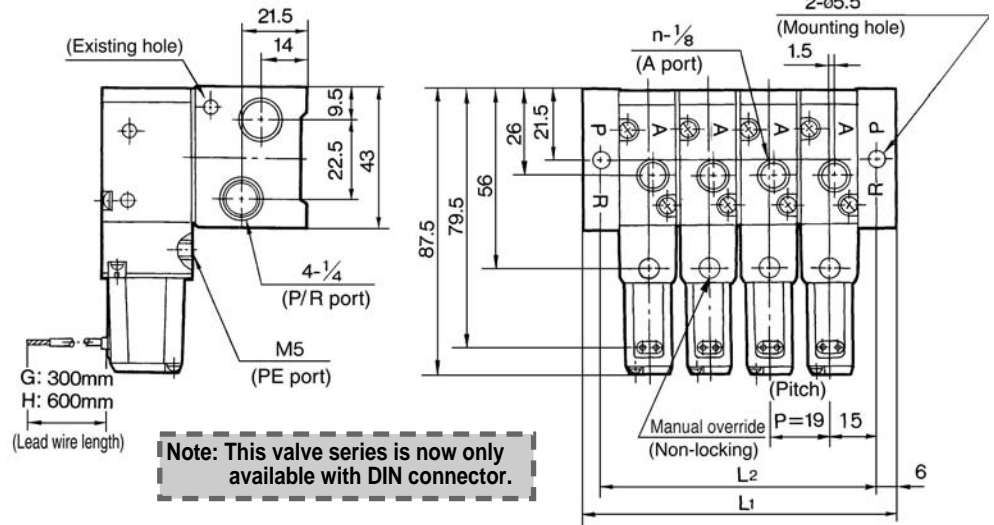 21.5
14
(Existing hole)
9.5
22.5
43
4-¼
(P/R port)
M5
(PE port)
G: 300mm
H: 600mm
(Lead wire length)
Note: This valve series is now only
available with DIN connector.
2-ø5.5
(Mounting hole)
n-⅛
(A port)
1.5
21.5
26
56
79.5
87.5
P A A A A P
R R
(Pitch)
P=19 15
Manual override
(Non-locking)
L2 6
L1